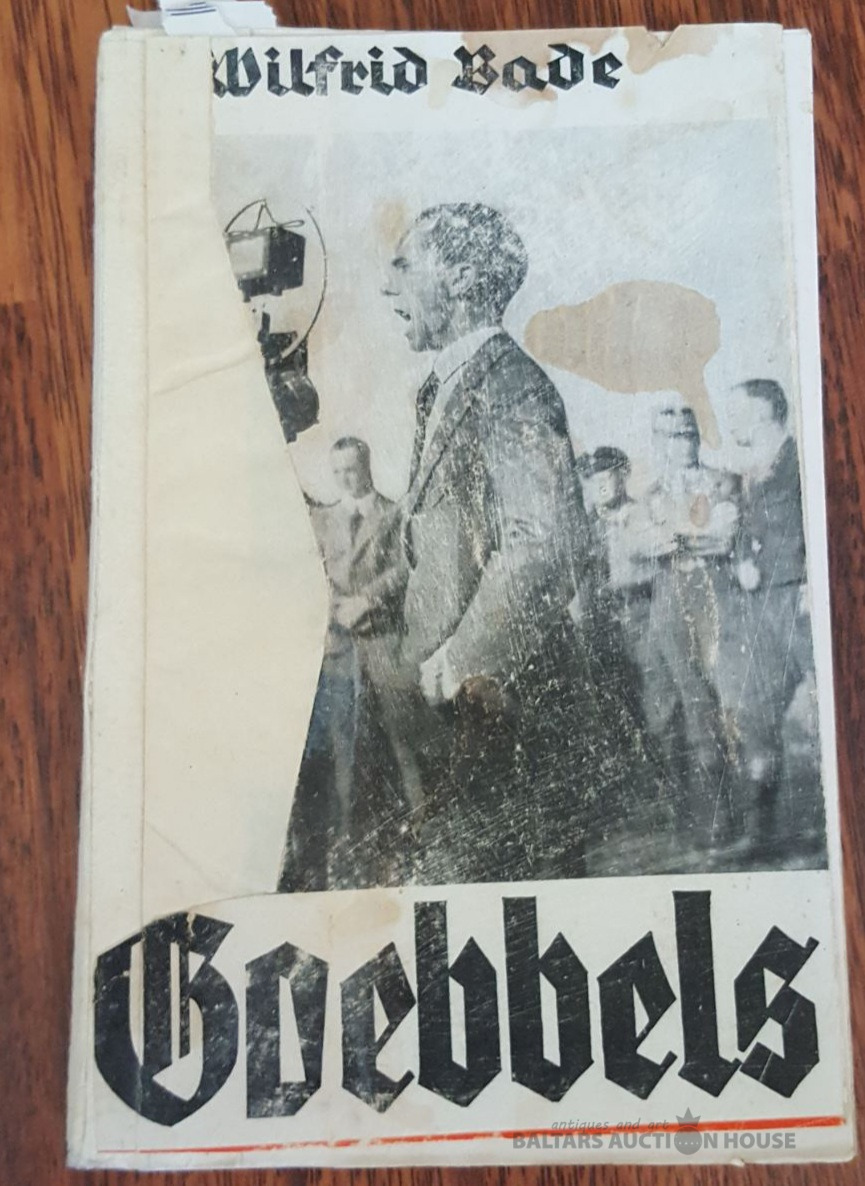 Wilfrid Bade
Goebbels
antiques and art
BALTARS AUCTION HOUSE